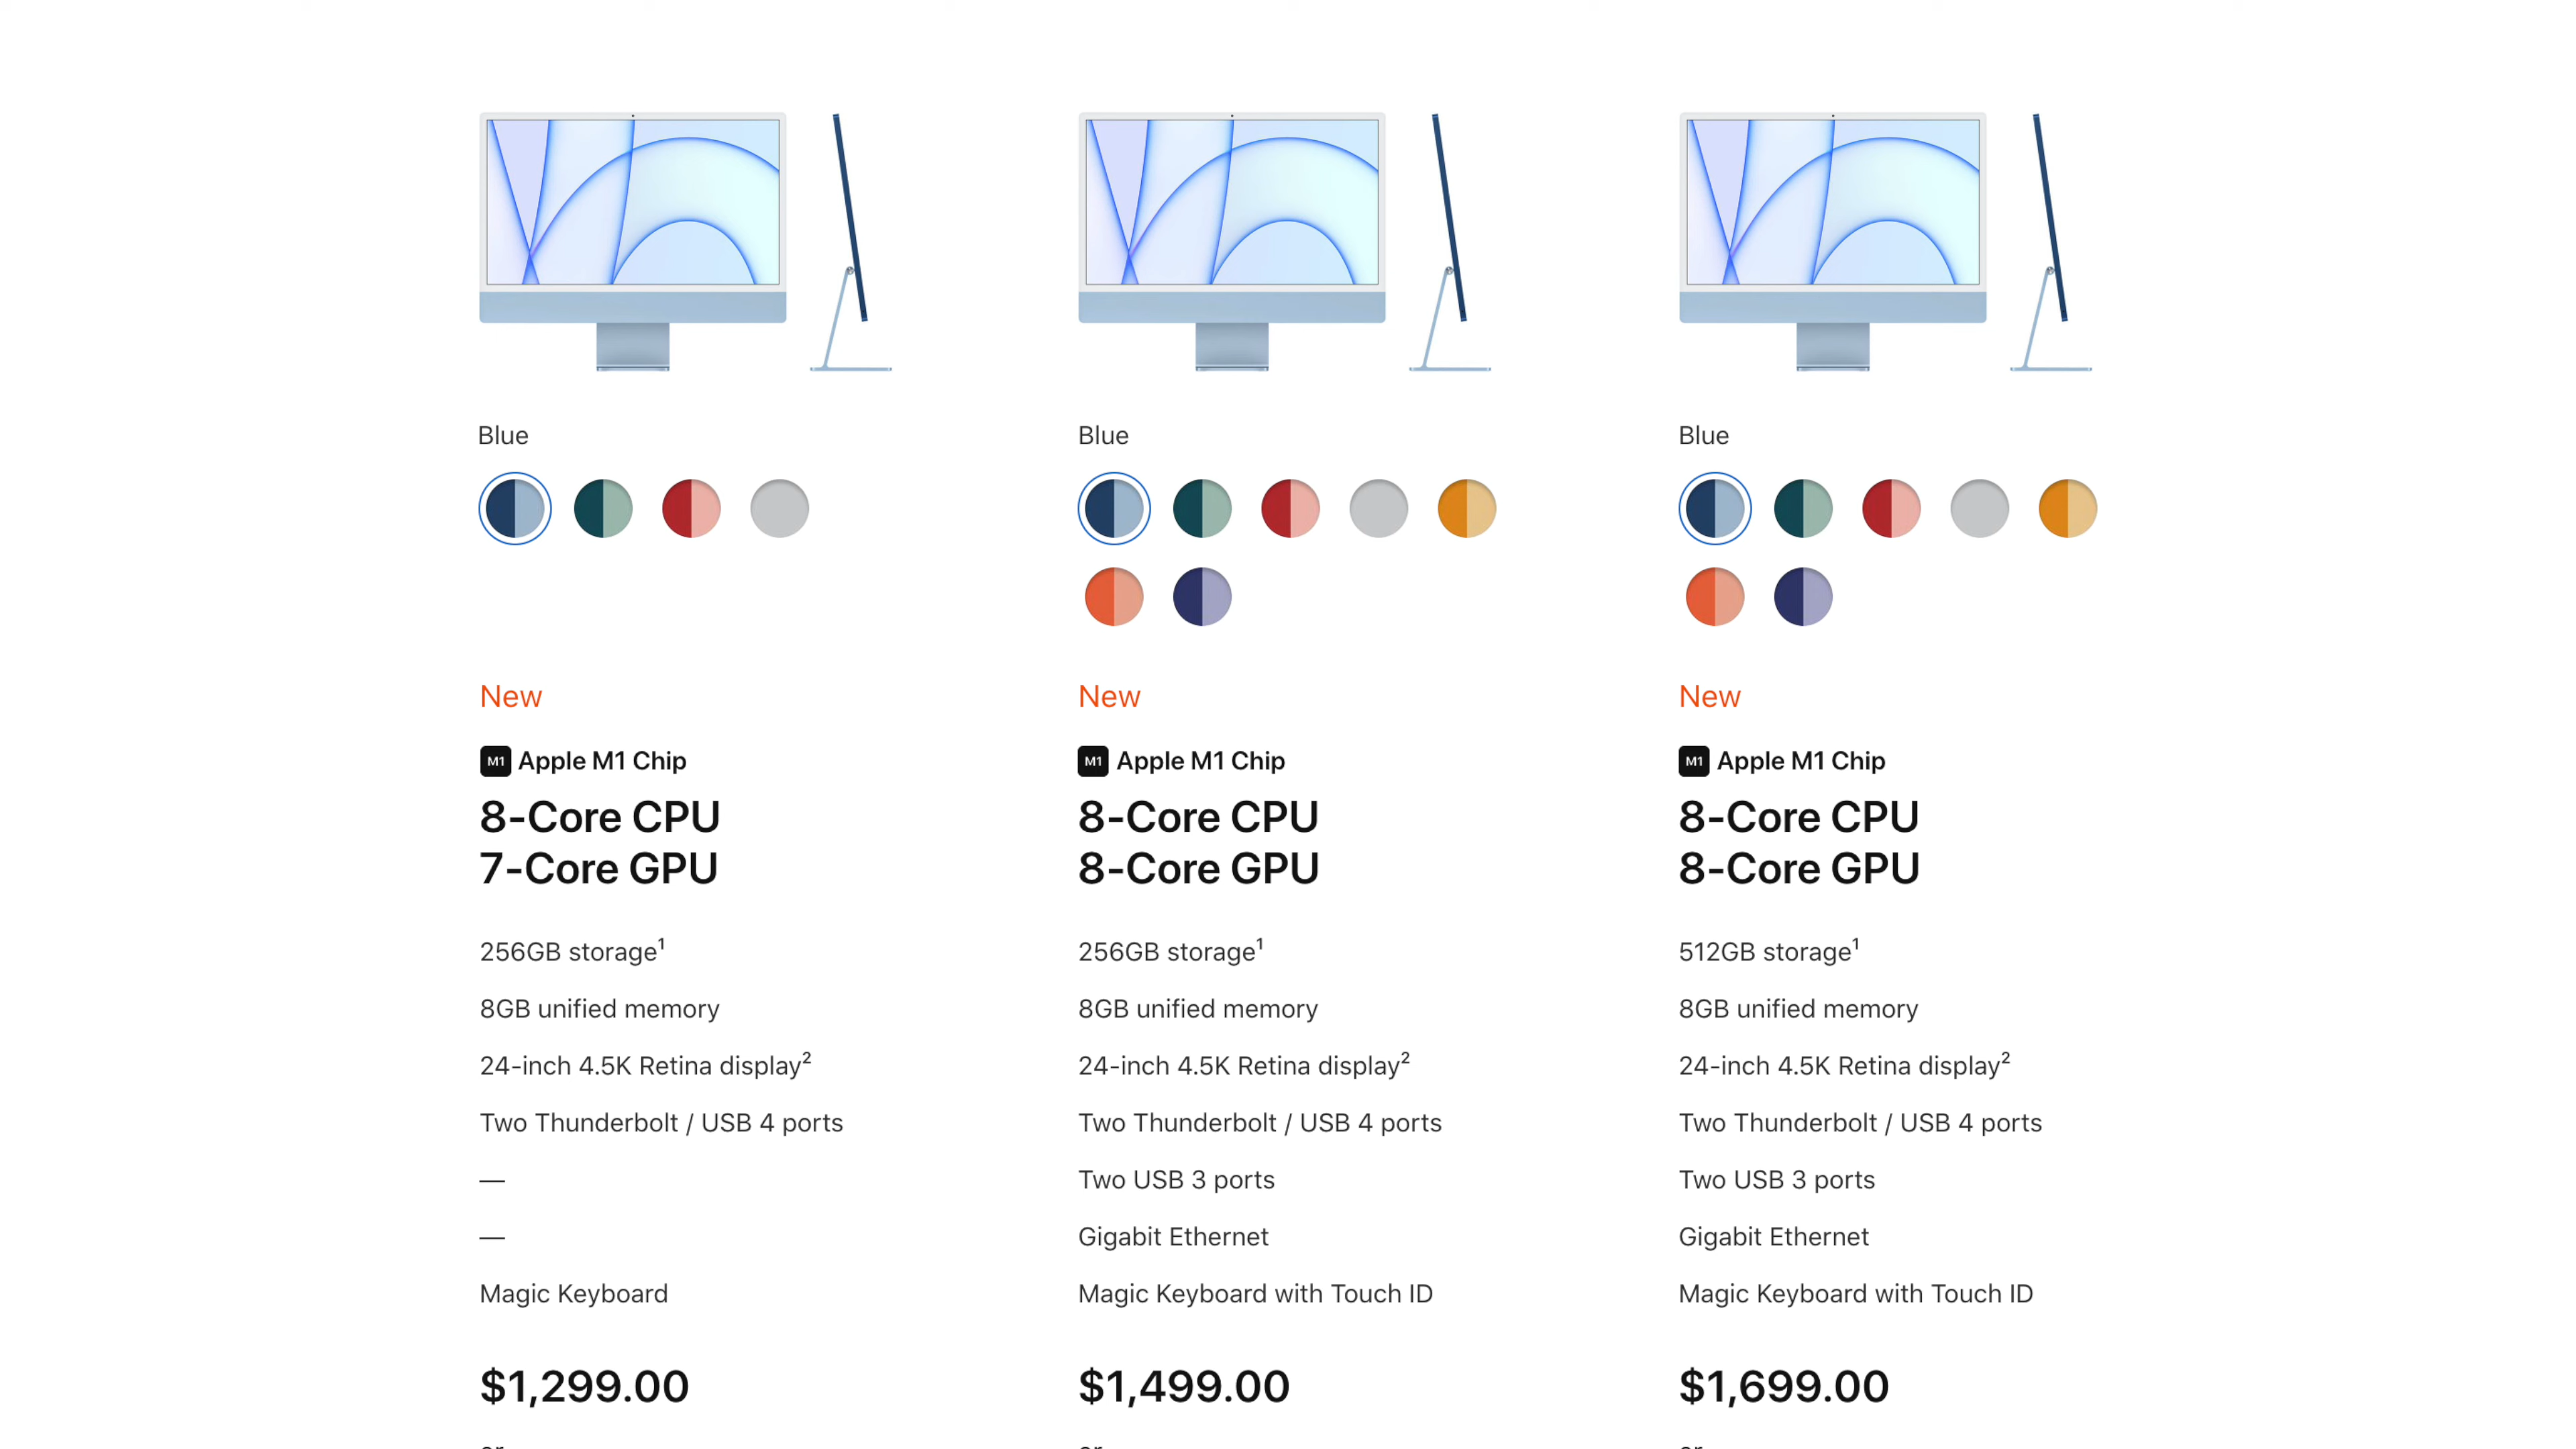 Blue
New
M1 Apple M1 Chip
8-Core CPU
7-Core GPU
256GB storage¹
8GB unified memory
24-inch 4.5K Retina display²
Two Thunderbolt / USB 4 ports
—
—
Magic Keyboard
$1,299.00
Blue
New
M1 Apple M1 Chip
8-Core CPU
8-Core GPU
256GB storage¹
8GB unified memory
24-inch 4.5K Retina display²
Two Thunderbolt / USB 4 ports
Two USB 3 ports
Gigabit Ethernet
Magic Keyboard with Touch ID
$1,499.00
Blue
New
M1 Apple M1 Chip
8-Core CPU
8-Core GPU
512GB storage¹
8GB unified memory
24-inch 4.5K Retina display²
Two Thunderbolt / USB 4 ports
Two USB 3 ports
Gigabit Ethernet
Magic Keyboard with Touch ID
$1,699.00